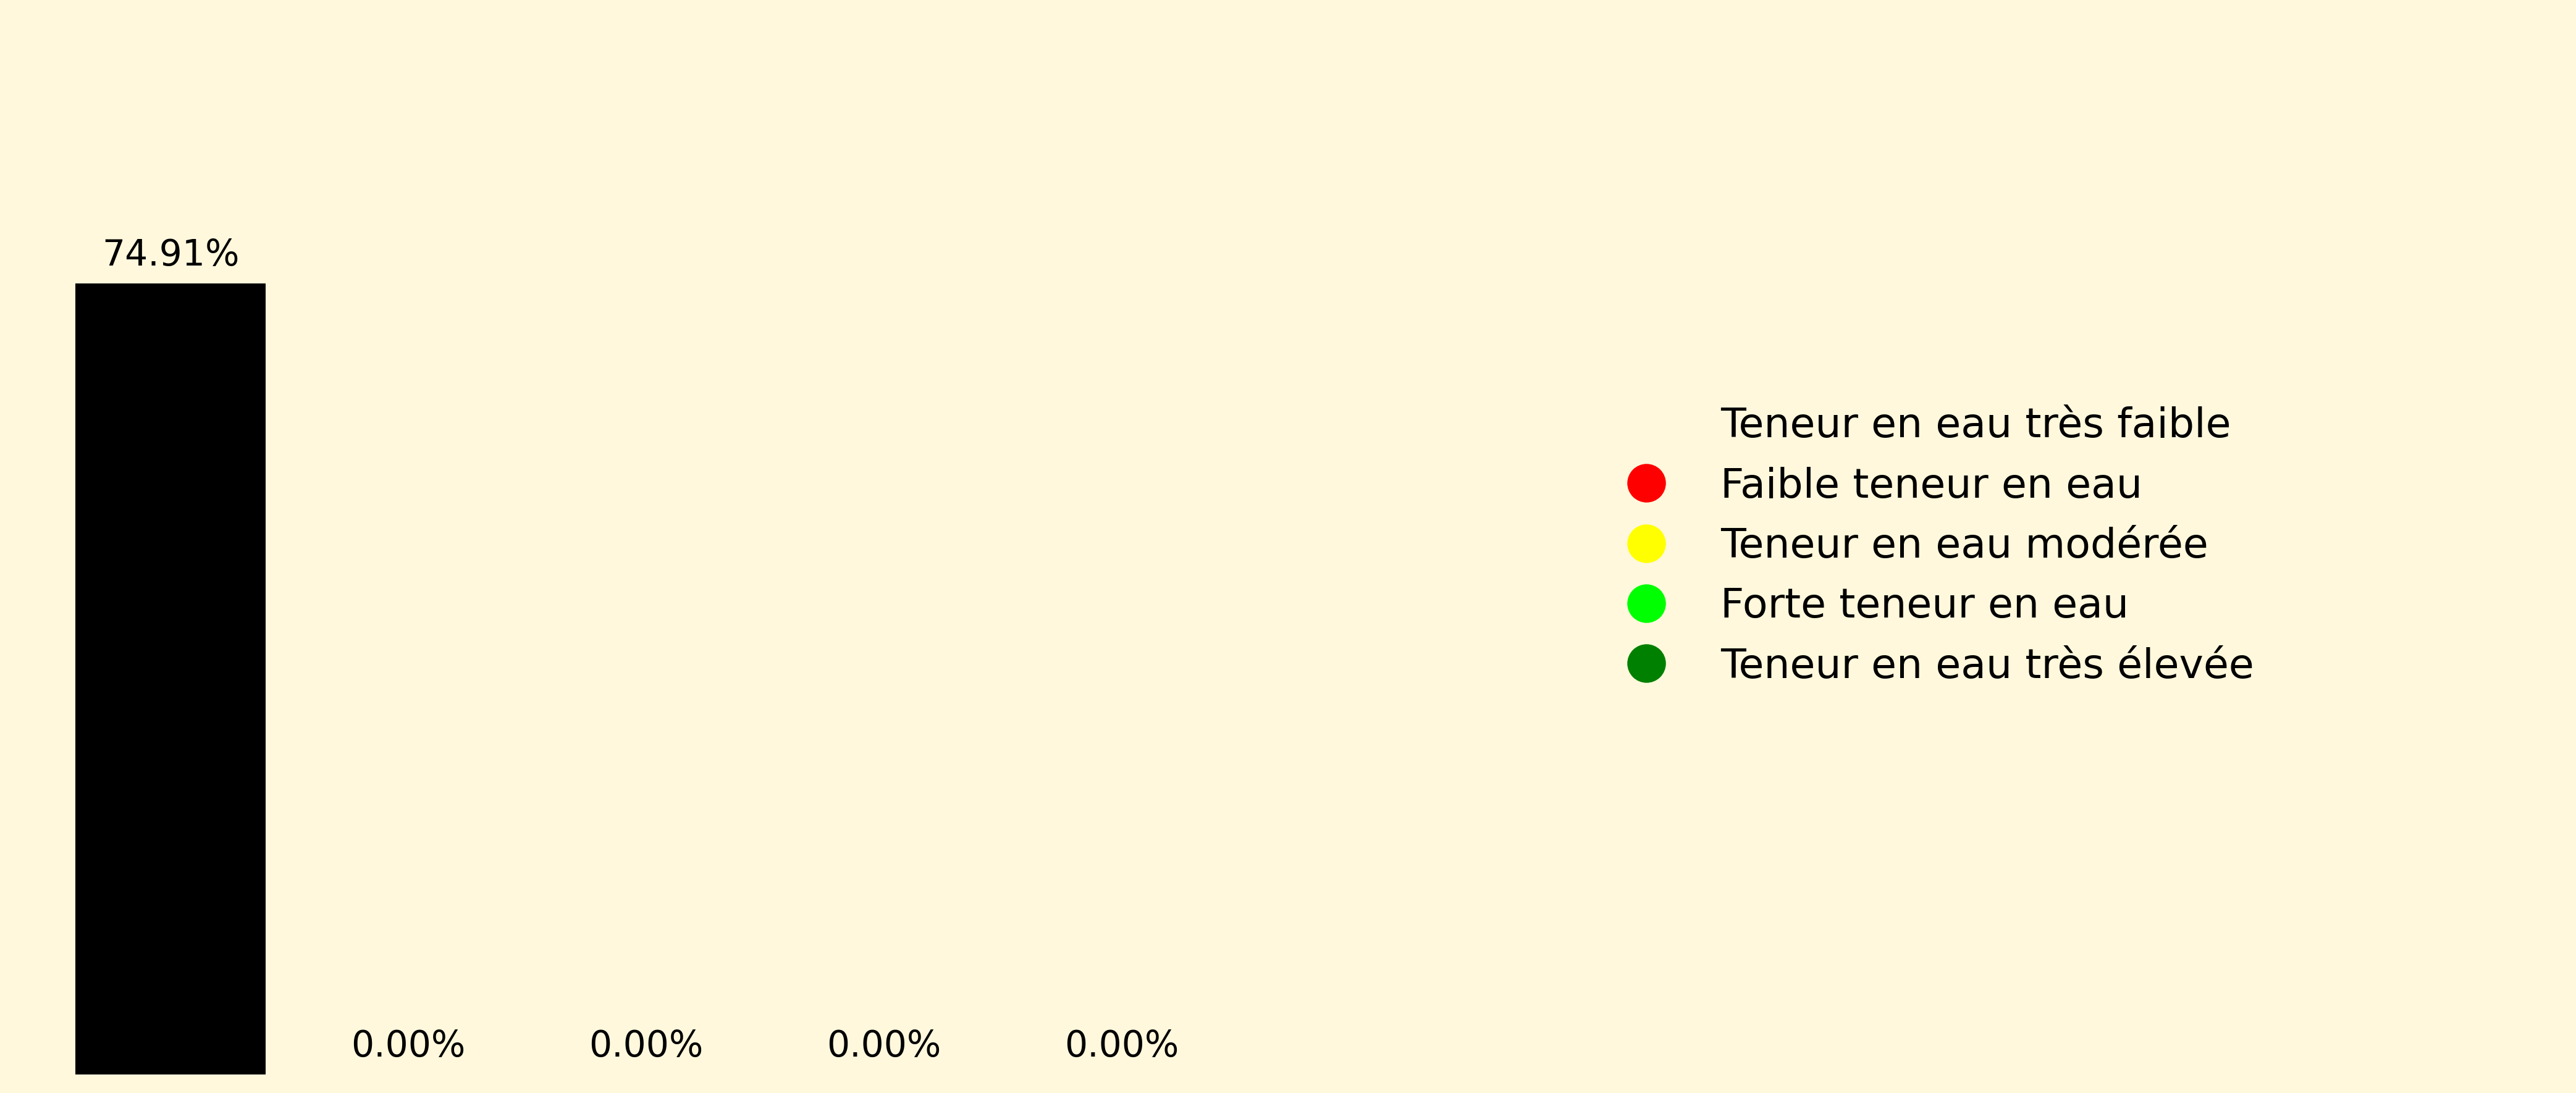 74.91%
0.00%
0.00%
0.00%
0.00%
Teneur en eau très faible
Faible teneur en eau
Teneur en eau modérée
Forte teneur en eau
Teneur en eau très élevée